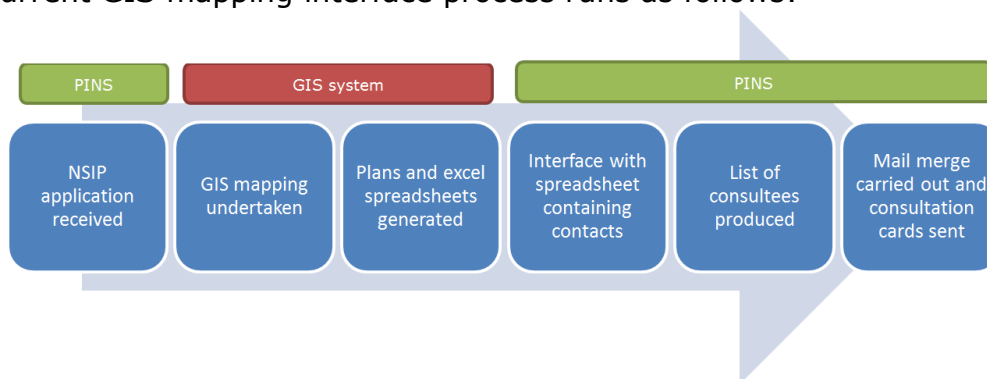 urrent GIS mapping interface process runs as follows:
PINS
GIS system
PINS
NSIP
application
received
GIS mapping
undertaken
Plans and excel
spreadsheets
generated
Interface with
spreadsheet
containing
contacts
List of
consultees
produced
Mail merge
carried out and
consultation
cards sent